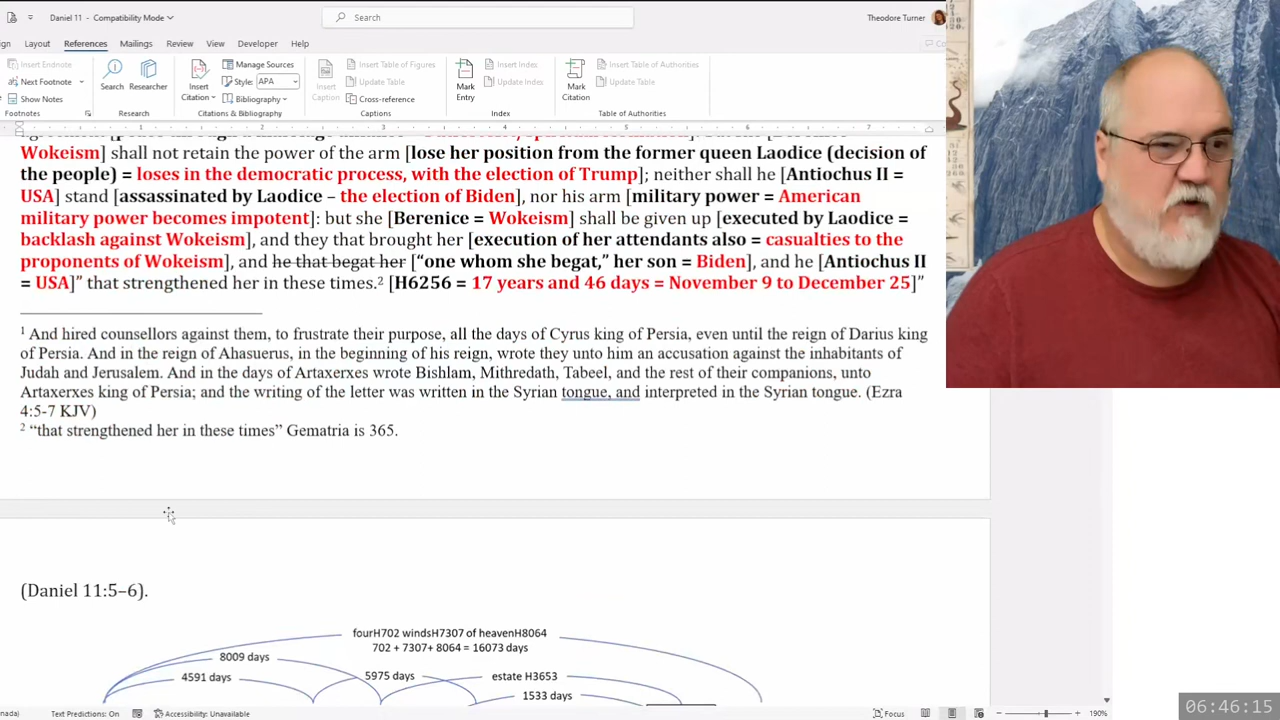 Daniel 11 - Compatibility Mode
Search
Theodore Turner
Layout References Mailings Review View Developer Help
Insert Endnote
Next Footnote
Show Notes
Footnotes
Search
Researcher
Research
Insert Citation
Manage Sources
Style: APA
Bibliography
Citations & Bibliography
Insert Caption
Insert Table of Figures
Update Table
Cross-reference
Captions
Mark Entry
Insert Index
Update Index
Index
Mark Citation
Insert Table of Authorities
Update Table
Table of Authorities
1 2 3 4 5 6 7
Wokeism] shall not retain the power of the arm [lose her position from the former queen Laodice (decision of
the people) = loses in the democratic process, with the election of Trump]; neither shall he [Antiochus II =
USA] stand [assassinated by Laodice – the election of Biden], nor his arm [military power = American
military power becomes impotent]: but she [Berenice = Wokeism] shall be given up [executed by Laodice =
backlash against Wokeism], and they that brought her [execution of her attendants also = casualties to the
proponents of Wokeism], and he that begat her [“one whom she begat,” her son = Biden], and he [Antiochus II
= USA]” that strengthened her in these times.2 [H6256 = 17 years and 46 days = November 9 to December 25]”
1 And hired counsellors against them, to frustrate their purpose, all the days of Cyrus king of Persia, even until the reign of Darius king
of Persia. And in the reign of Ahasuerus, in the beginning of his reign, wrote they unto him an accusation against the inhabitants of
Judah and Jerusalem. And in the days of Artaxerxes wrote Bishlam, Mithredath, Tabeel, and the rest of their companions, unto
Artaxerxes king of Persia; and the writing of the letter was written in the Syrian tongue, and interpreted in the Syrian tongue. (Ezra
4:5-7 KJV)
2 “that strengthened her in these times” Gematria is 365.
(Daniel 11:5–6).
fourH702 windsH7307 of heavenH8064
702 + 7307+ 8064 = 16073 days
8009 days
4591 days
5975 days
estate H3653
1533 days
Text Predictions: On
Accessibility: Unavailable
Focus
190%
06:46:15